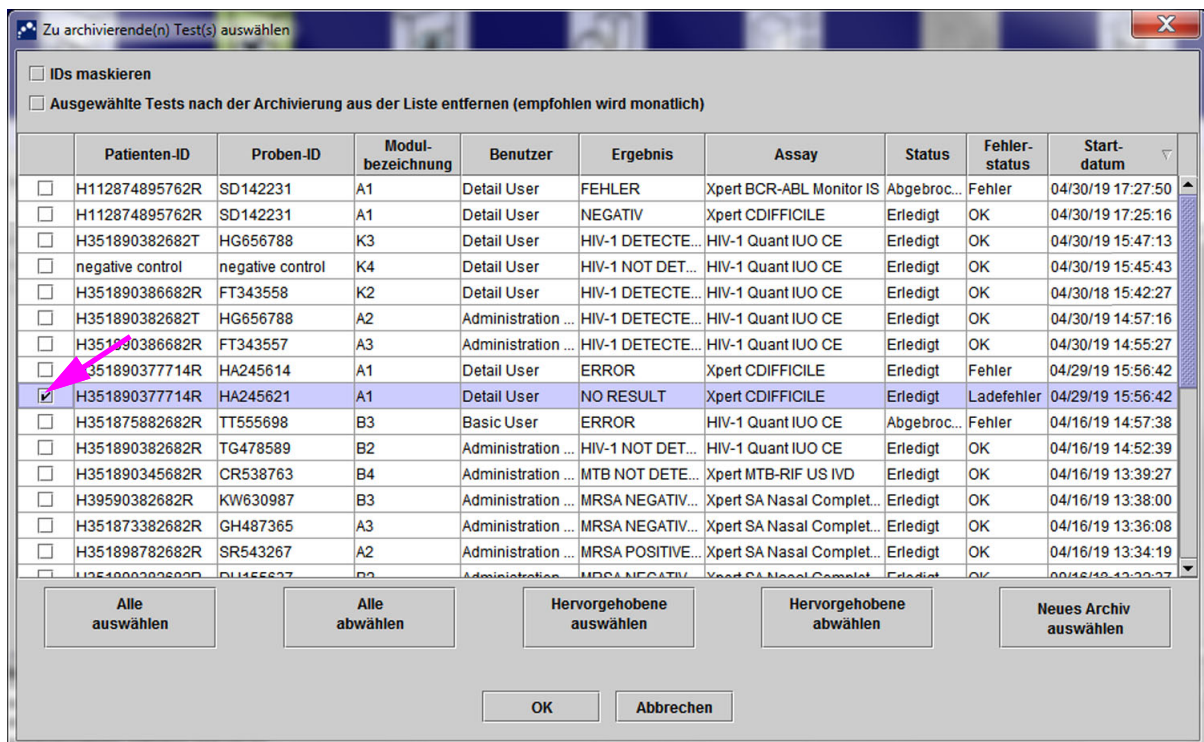 Zu archivierende(n) Test(s) auswählen
IDs maskieren
Ausgewählte Tests nach der Archivierung aus der Liste entfernen (empfohlen wird monatlich)
Patienten-ID Proben-ID Modul-bezeichnung Benutzer Ergebnis Assay Status Fehler-status Start-datum
H112874895762R SD142231 A1 Detail User FEHLER Xpert BCR-ABL Monitor IS Abgebroc... Fehler 04/30/19 17:27:50
H112874895762R SD142231 A1 Detail User NEGATIV Xpert CDIFFICILE Erledigt OK 04/30/19 17:25:16
H351890382682T HG656788 K3 Detail User HIV-1 DETECTE... HIV-1 Quant IUO CE Erledigt OK 04/30/19 15:47:13
negative control negative control K4 Detail User HIV-1 NOT DET... HIV-1 Quant IUO CE Erledigt OK 04/30/19 15:45:43
H351890386682R FT343558 K2 Detail User HIV-1 DETECTE... HIV-1 Quant IUO CE Erledigt OK 04/30/18 15:42:27
H351890382682T HG656788 A2 Administration ... HIV-1 DETECTE... HIV-1 Quant IUO CE Erledigt OK 04/30/19 14:57:16
H351890386682R FT343557 A3 Administration ... HIV-1 DETECTE... HIV-1 Quant IUO CE Erledigt OK 04/30/19 14:55:27
H351890377714R HA245614 A1 Detail User ERROR Xpert CDIFFICILE Erledigt Fehler 04/29/19 15:56:42
H351890377714R HA245621 A1 Detail User NO RESULT Xpert CDIFFICILE Erledigt Ladefehler 04/29/19 15:56:42
H351875882682R TT555698 B3 Basic User ERROR HIV-1 Quant IUO CE Abgebroc... Fehler 04/16/19 14:57:38
H351890382682R TG478589 B2 Administration ... HIV-1 NOT DET... HIV-1 Quant IUO CE Erledigt OK 04/16/19 14:52:39
H351890345682R CR538763 B4 Administration ... MTB NOT DETE... Xpert MTB-RIF US IVD Erledigt OK 04/16/19 13:39:27
H39590382682R KW630987 B3 Administration ... MRSA NEGATIV... Xpert SA Nasal Complet... Erledigt OK 04/16/19 13:38:00
H351873382682R GH487365 A3 Administration ... MRSA NEGATIV... Xpert SA Nasal Complet... Erledigt OK 04/16/19 13:36:08
H351898782682R SR543267 A2 Administration ... MRSA POSITIVE... Xpert SA Nasal Complet... Erledigt OK 04/16/19 13:34:19
Alle auswählen
Alle abwählen
Hervorgehobene auswählen
Hervorgehobene abwählen
Neues Archiv auswählen
OK
Abbrechen